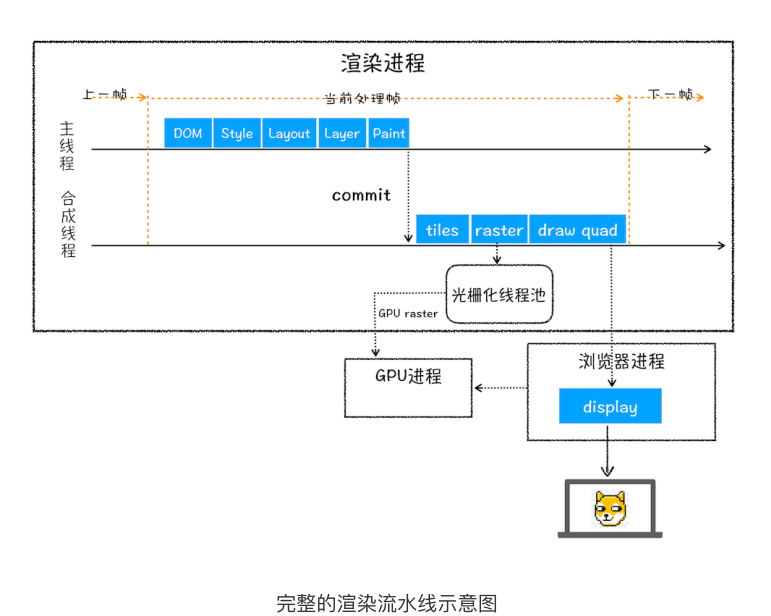 渲染进程
上一帧
当前处理帧
下一帧
主线程
DOM
Style
Layout
Layer
Paint
commit
合成线程
tiles
raster
draw quad
光栅化线程池
GPU raster
GPU进程
浏览器进程
display
完整的渲染流水线示意图